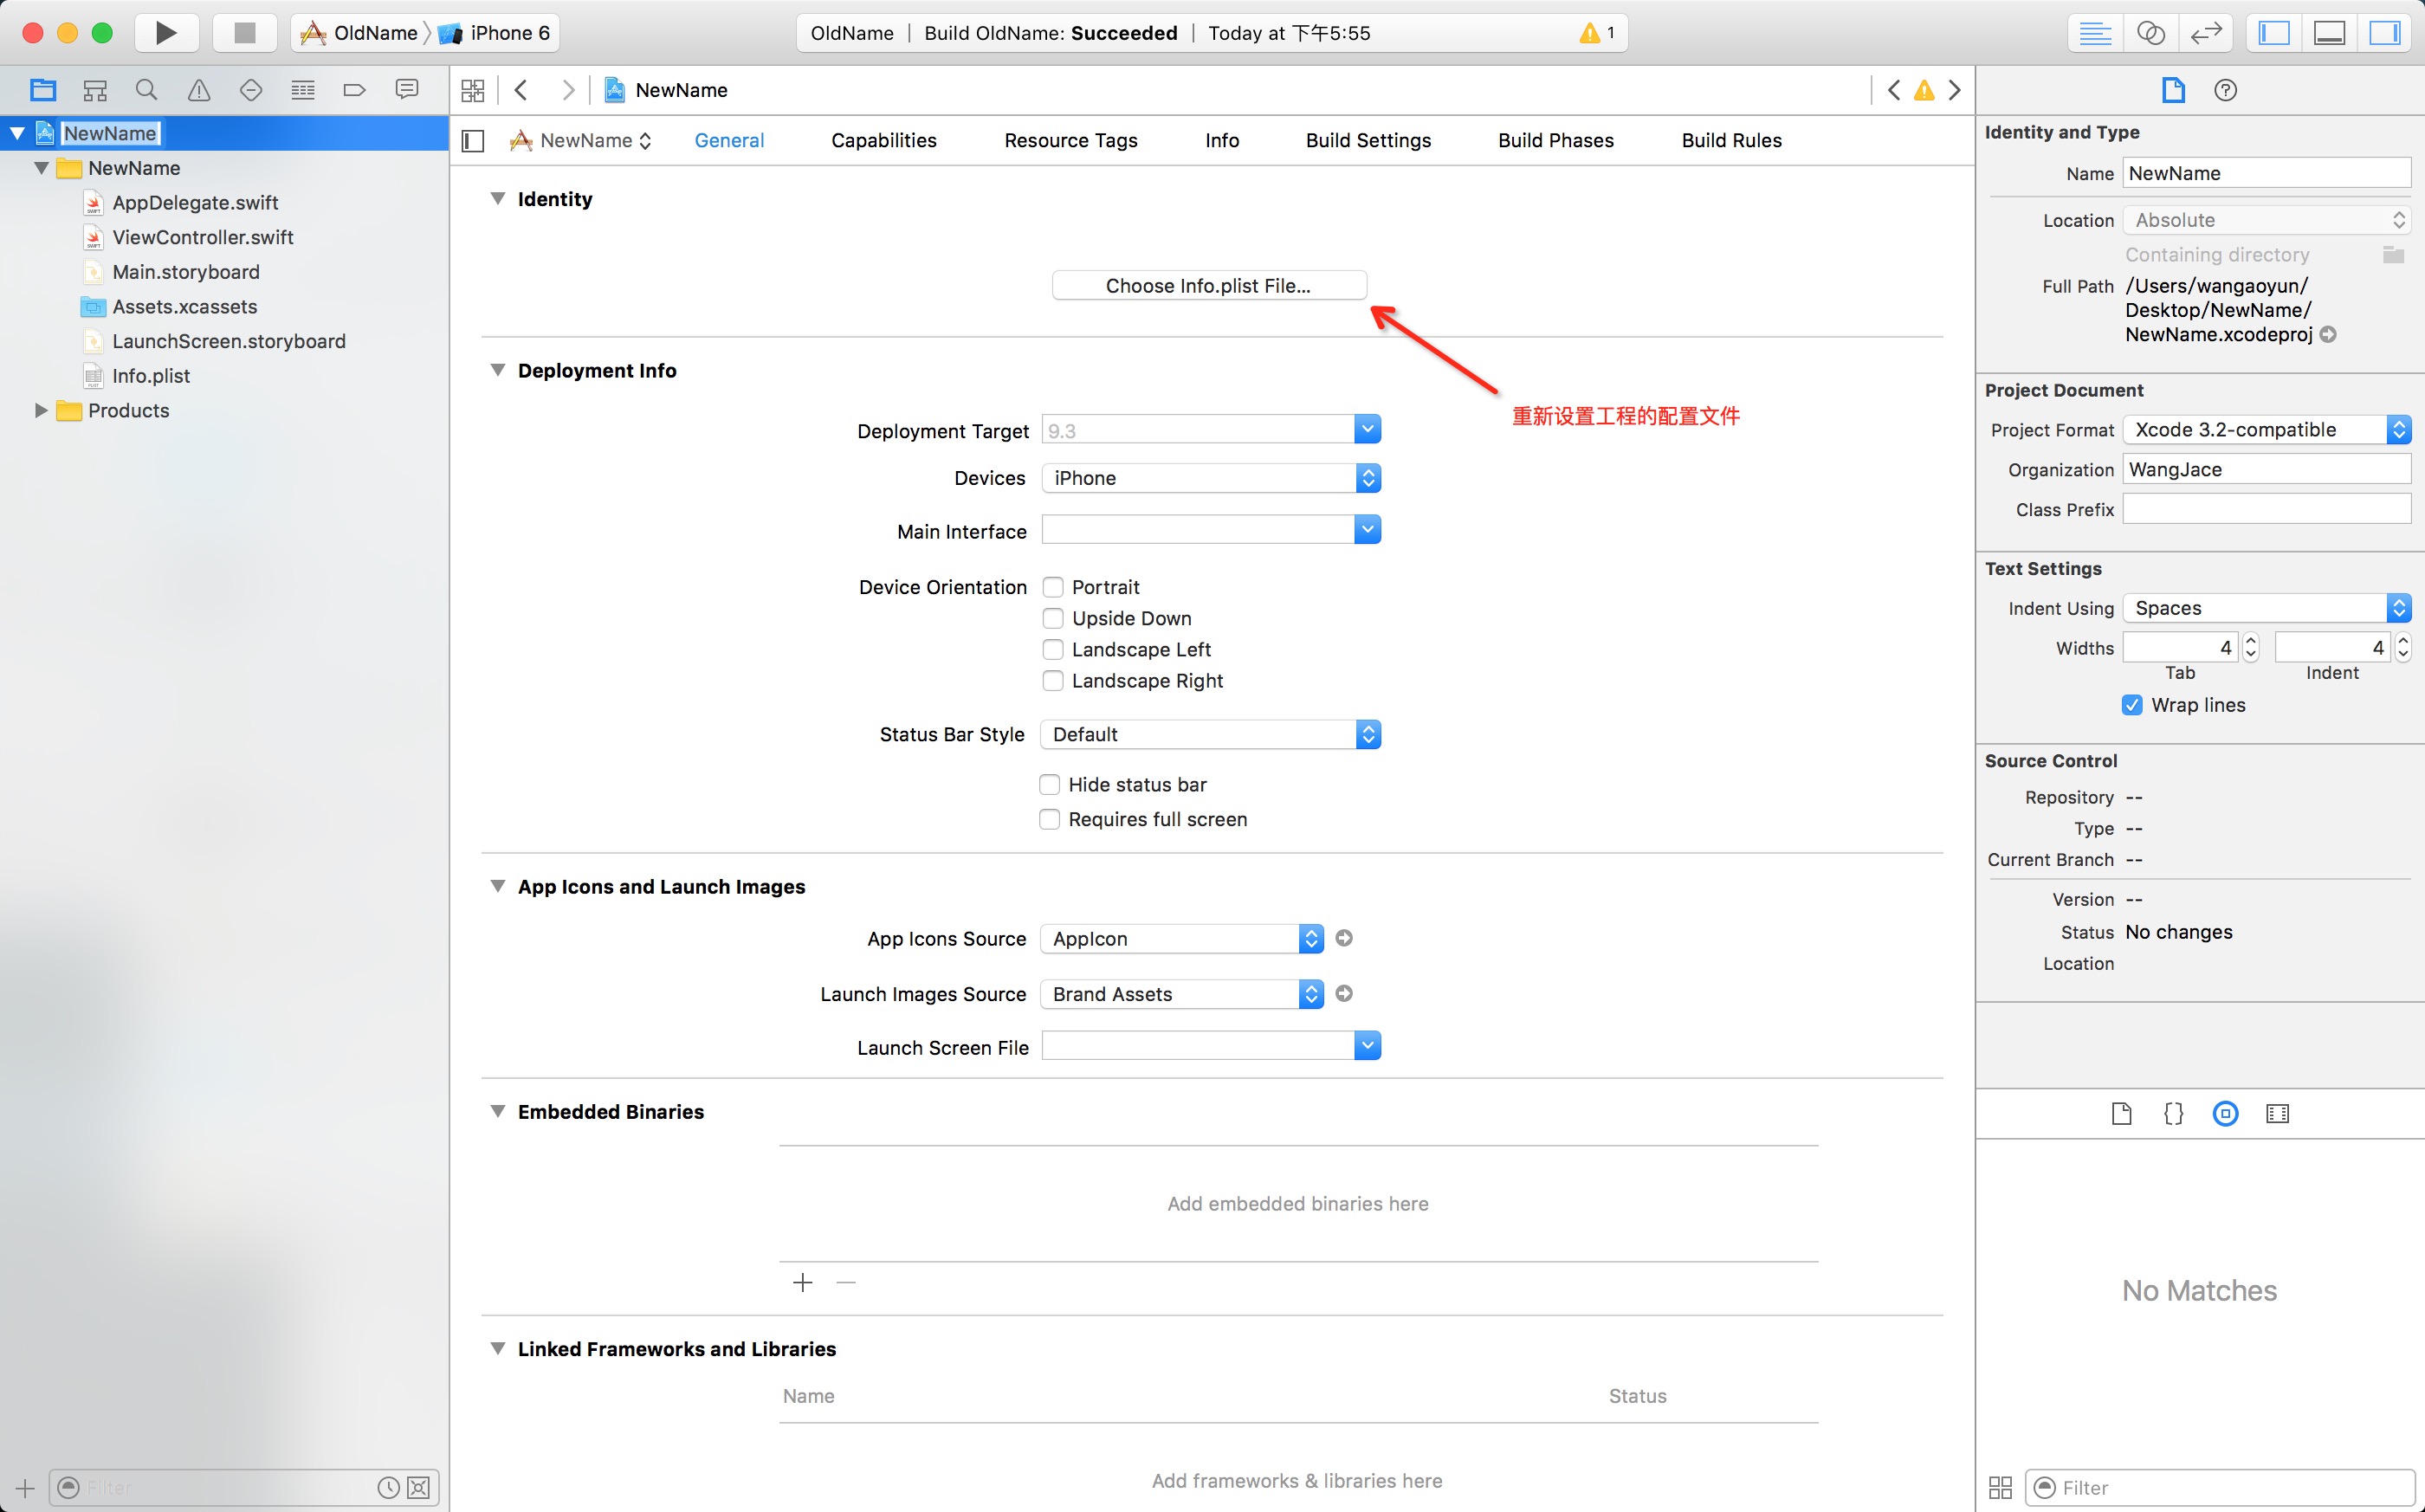 OldName
iPhone 6
OldName | Build OldName: Succeeded | Today at 下午5:55
1
NewName
NewName
NewName
AppDelegate.swift
ViewController.swift
Main.storyboard
Assets.xcassets
LaunchScreen.storyboard
Info.plist
Products
Filter
NewName
General
Capabilities
Resource Tags
Info
Build Settings
Build Phases
Build Rules
Identity
Choose Info.plist File...
重新设置工程的配置文件
Deployment Info
Deployment Target 9.3
Devices iPhone
Main Interface
Device Orientation Portrait
Upside Down
Landscape Left
Landscape Right
Status Bar Style Default
Hide status bar
Requires full screen
App Icons and Launch Images
App Icons Source AppIcon
Launch Images Source Brand Assets
Launch Screen File
Embedded Binaries
Add embedded binaries here
Linked Frameworks and Libraries
Name Status
Add frameworks & libraries here
Identity and Type
Name NewName
Location Absolute
Containing directory
Full Path /Users/wangaoyun/
Desktop/NewName/
NewName.xcodeproj
Project Document
Project Format Xcode 3.2-compatible
Organization WangJace
Class Prefix
Text Settings
Indent Using Spaces
Widths 4 4
Tab Indent
Wrap lines
Source Control
Repository --
Type --
Current Branch --
Version --
Status No changes
Location
No Matches
Filter